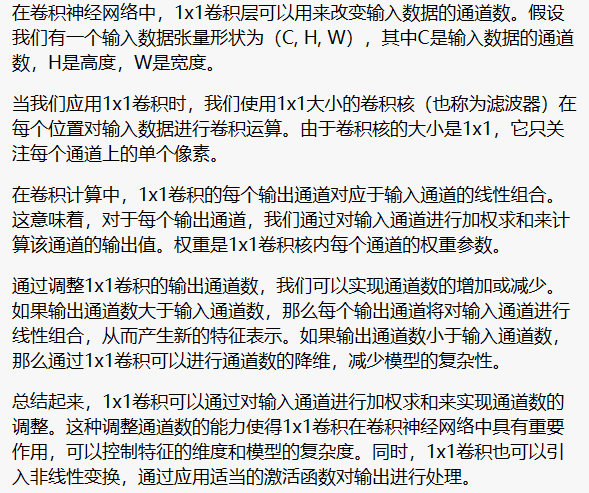 在卷积神经网络中，1x1卷积层可以用来改变输入数据的通道数。假设
我们有一个输入数据张量形状为（C, H, W），其中C是输入数据的通道
数，H是高度，W是宽度。
当我们应用1x1卷积时，我们使用1x1大小的卷积核（也称为滤波器）在
每个位置对输入数据进行卷积运算。由于卷积核的大小是1x1，它只关
注每个通道上的单个像素。
在卷积计算中，1x1卷积的每个输出通道对应于输入通道的线性组合。
这意味着，对于每个输出通道，我们通过对输入通道进行加权求和来计
算该通道的输出值。权重是1x1卷积核内每个通道的权重参数。
通过调整1x1卷积的输出通道数，我们可以实现通道数的增加或减少。
如果输出通道数大于输入通道数，那么每个输出通道将对输入通道进行
线性组合，从而产生新的特征表示。如果输出通道数小于输入通道数，
那么通过1x1卷积可以进行通道数的降维，减少模型的复杂性。
总结起来，1x1卷积可以通过对输入通道进行加权求和来实现通道数的
调整。这种调整通道数的能力使得1x1卷积在卷积神经网络中具有重要
作用，可以控制特征的维度和模型的复杂度。同时，1x1卷积也可以引
入非线性变换，通过应用适当的激活函数对输出进行处理。